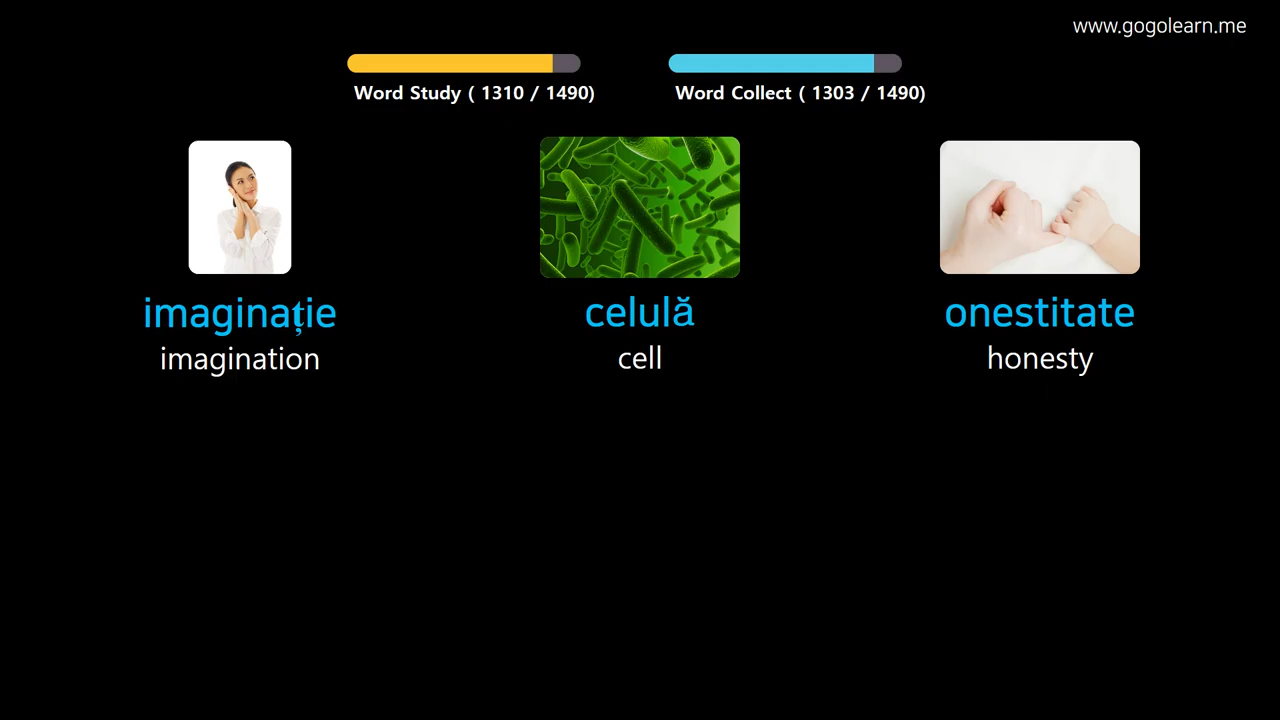 www.gogolearn.me
Word Study ( 1310 / 1490)
Word Collect ( 1303 / 1490)
imaginație
celulă
onestitate
imagination
cell
honesty